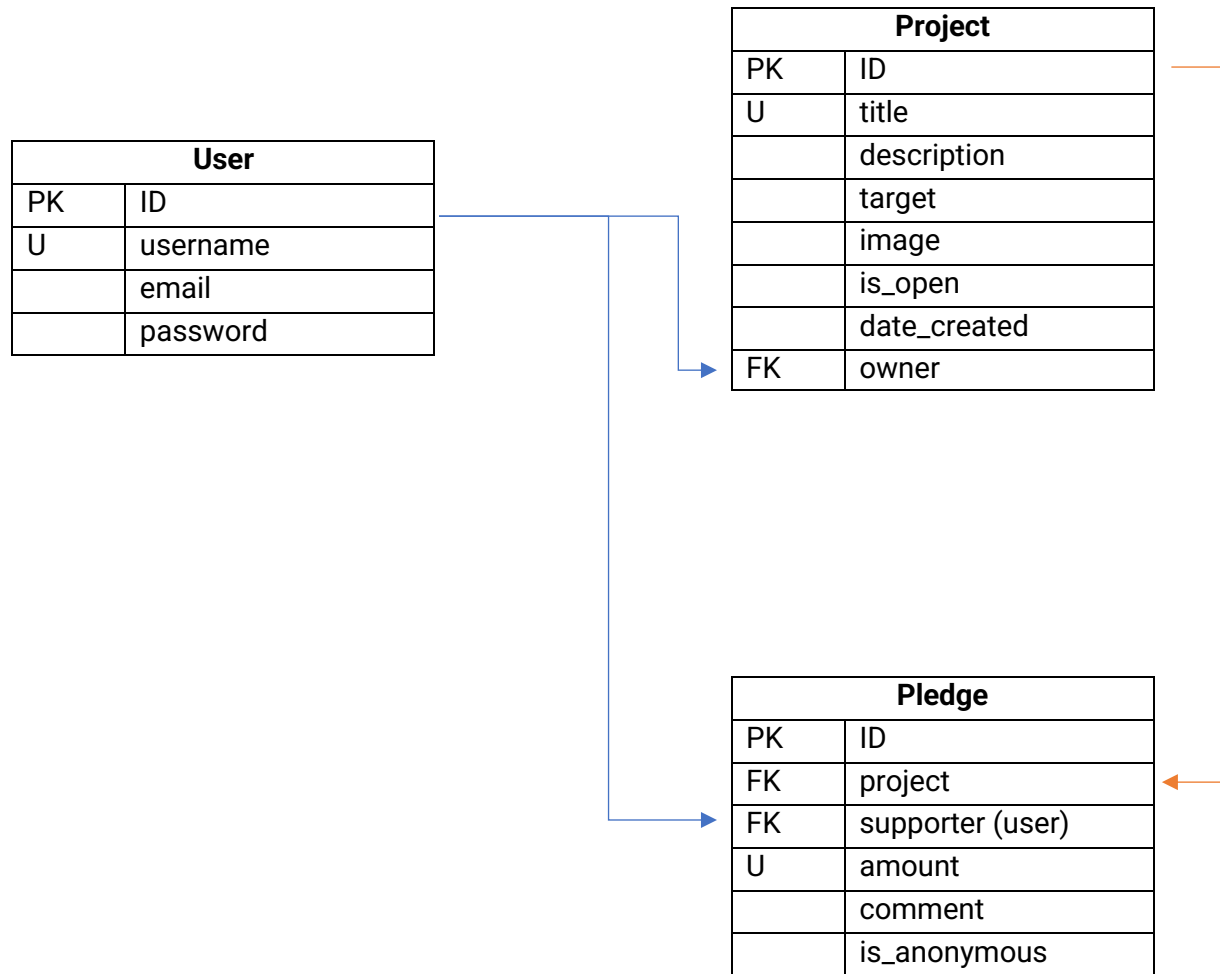 User
PK ID
U username
email
password
Project
PK ID
U title
description
target
image
is_open
date_created
FK owner
Pledge
PK ID
FK project
FK supporter (user)
U amount
comment
is_anonymous